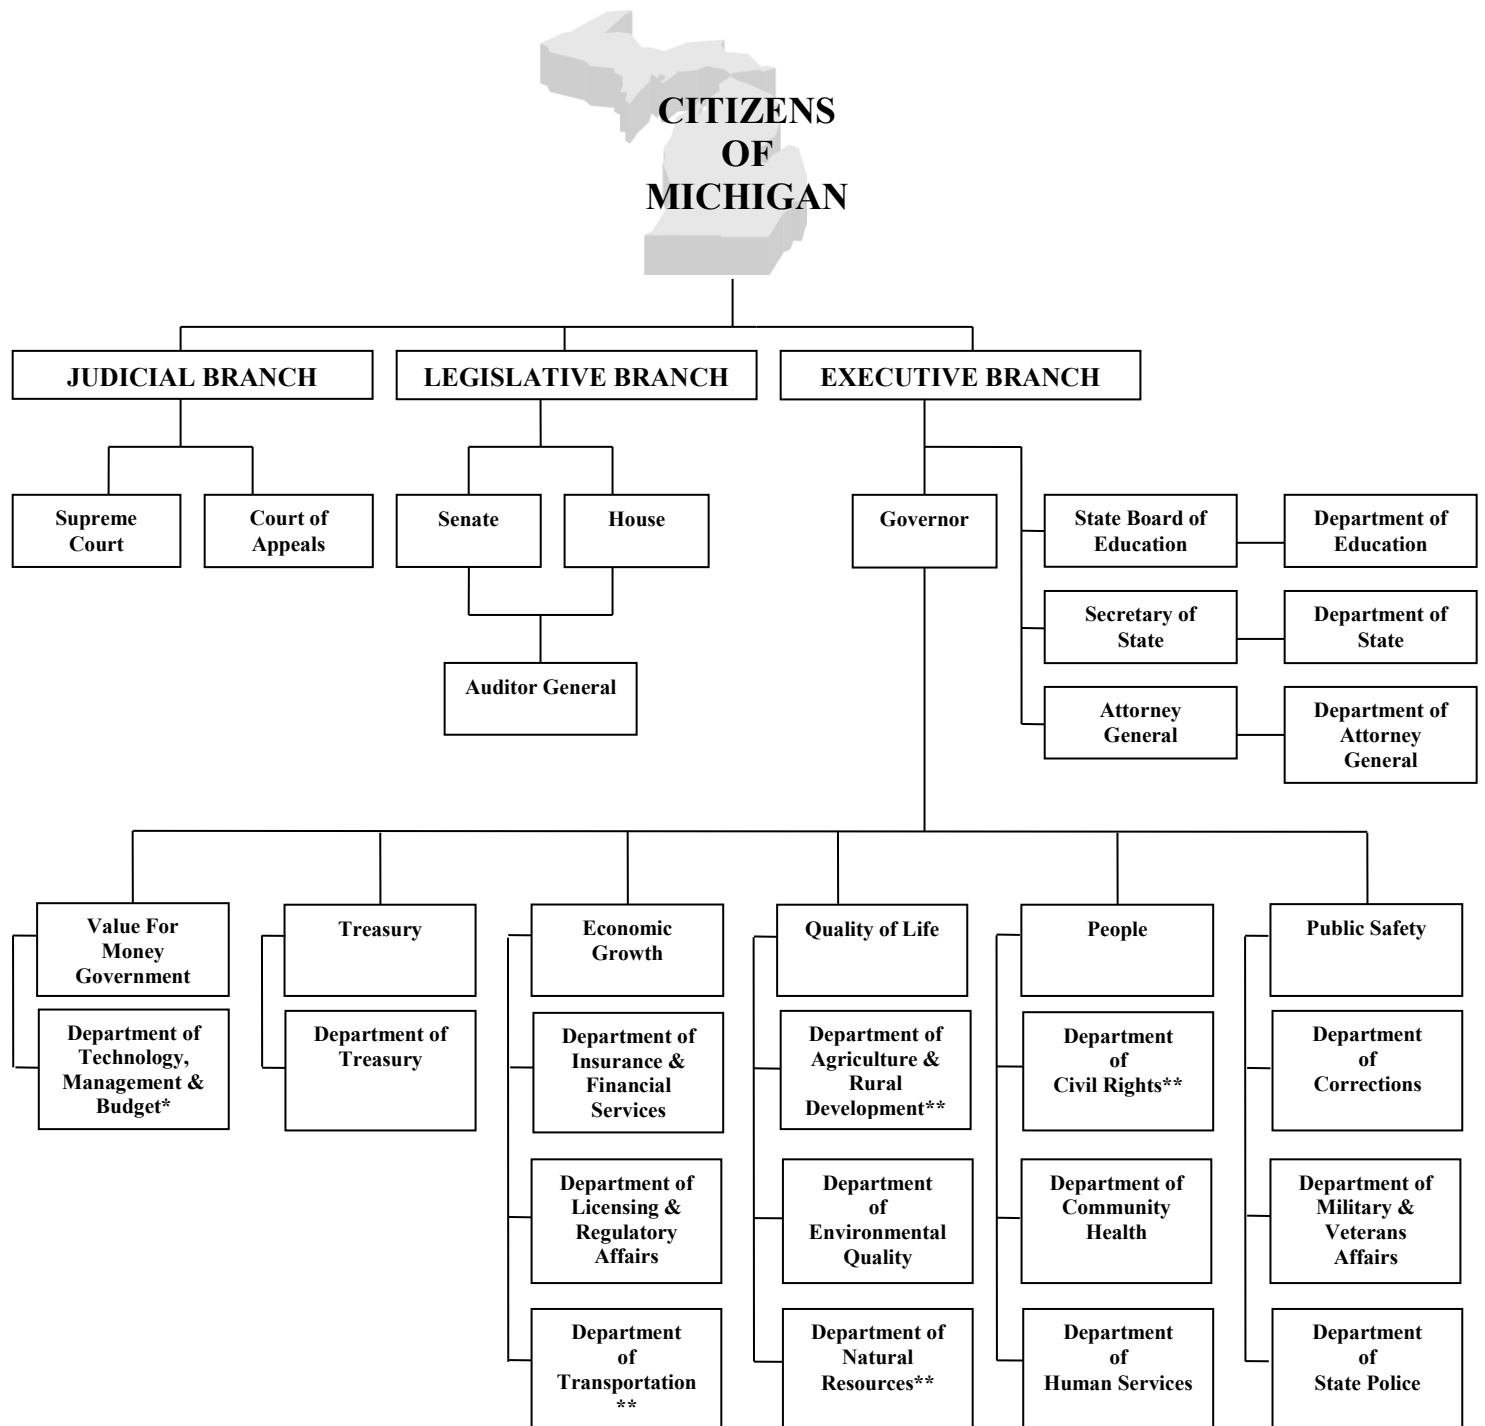 CITIZENS
OF
MICHIGAN
JUDICIAL BRANCH
LEGISLATIVE BRANCH
EXECUTIVE BRANCH
Supreme
Court
Court of
Appeals
Senate
House
Governor
State Board of
Education
Department of
Education
Secretary of
State
Department of
State
Auditor General
Attorney
General
Department of
Attorney
General
Value For
Money
Government
Treasury
Economic
Growth
Quality of Life
People
Public Safety
Department of
Technology,
Management &
Budget*
Department of
Treasury
Department of
Insurance &
Financial
Services
Department of
Agriculture &
Rural
Development**
Department
of
Civil Rights**
Department
of
Corrections
Department of
Licensing &
Regulatory
Affairs
Department
of
Environmental
Quality
Department of
Community
Health
Department of
Military &
Veterans
Affairs
Department
of
Transportation
**
Department of
Natural
Resources**
Department
of
Human Services
Department
of
State Police